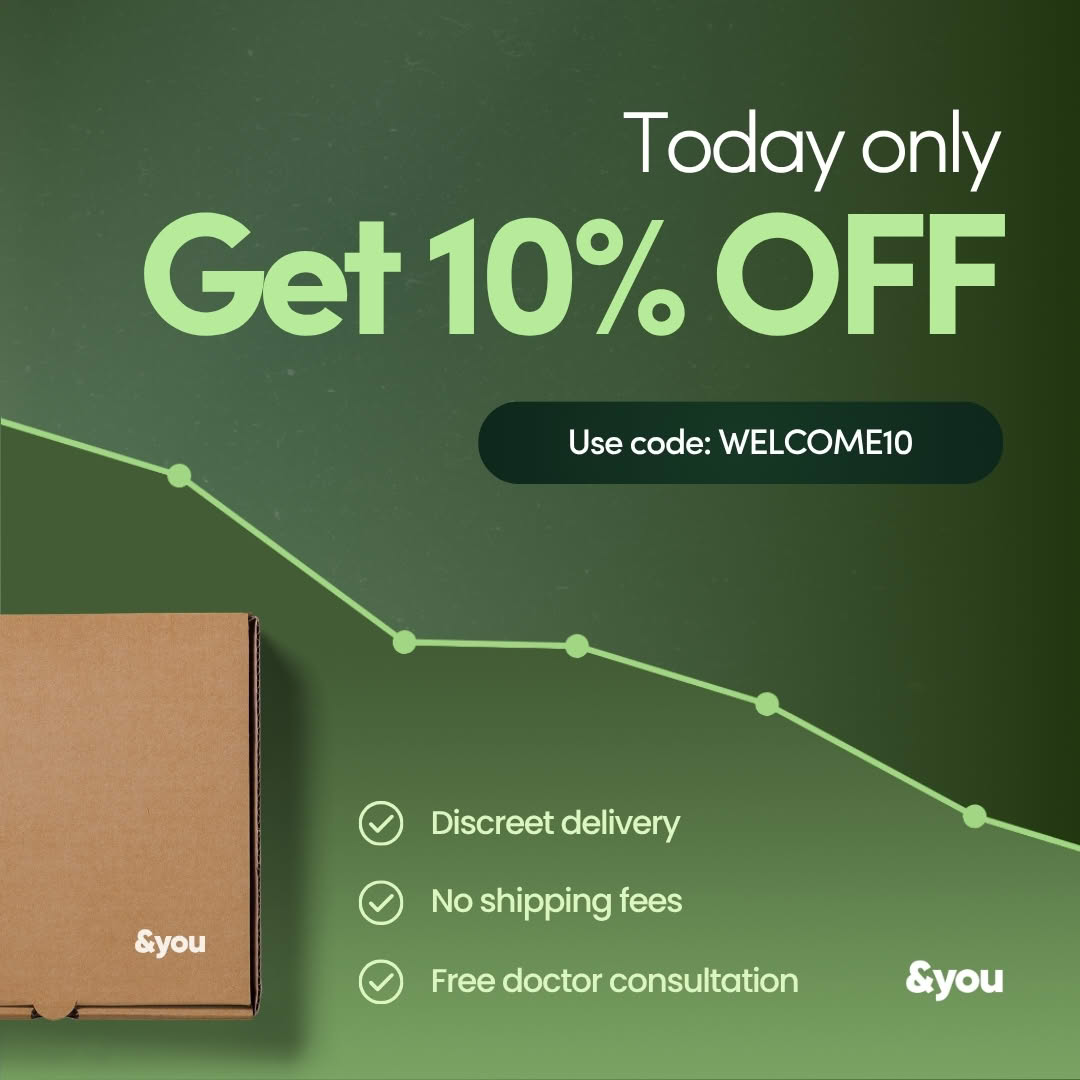 Today only
Get 10% OFF
Use code: WELCOME10
Discreet delivery
No shipping fees
Free doctor consultation
&you
&you